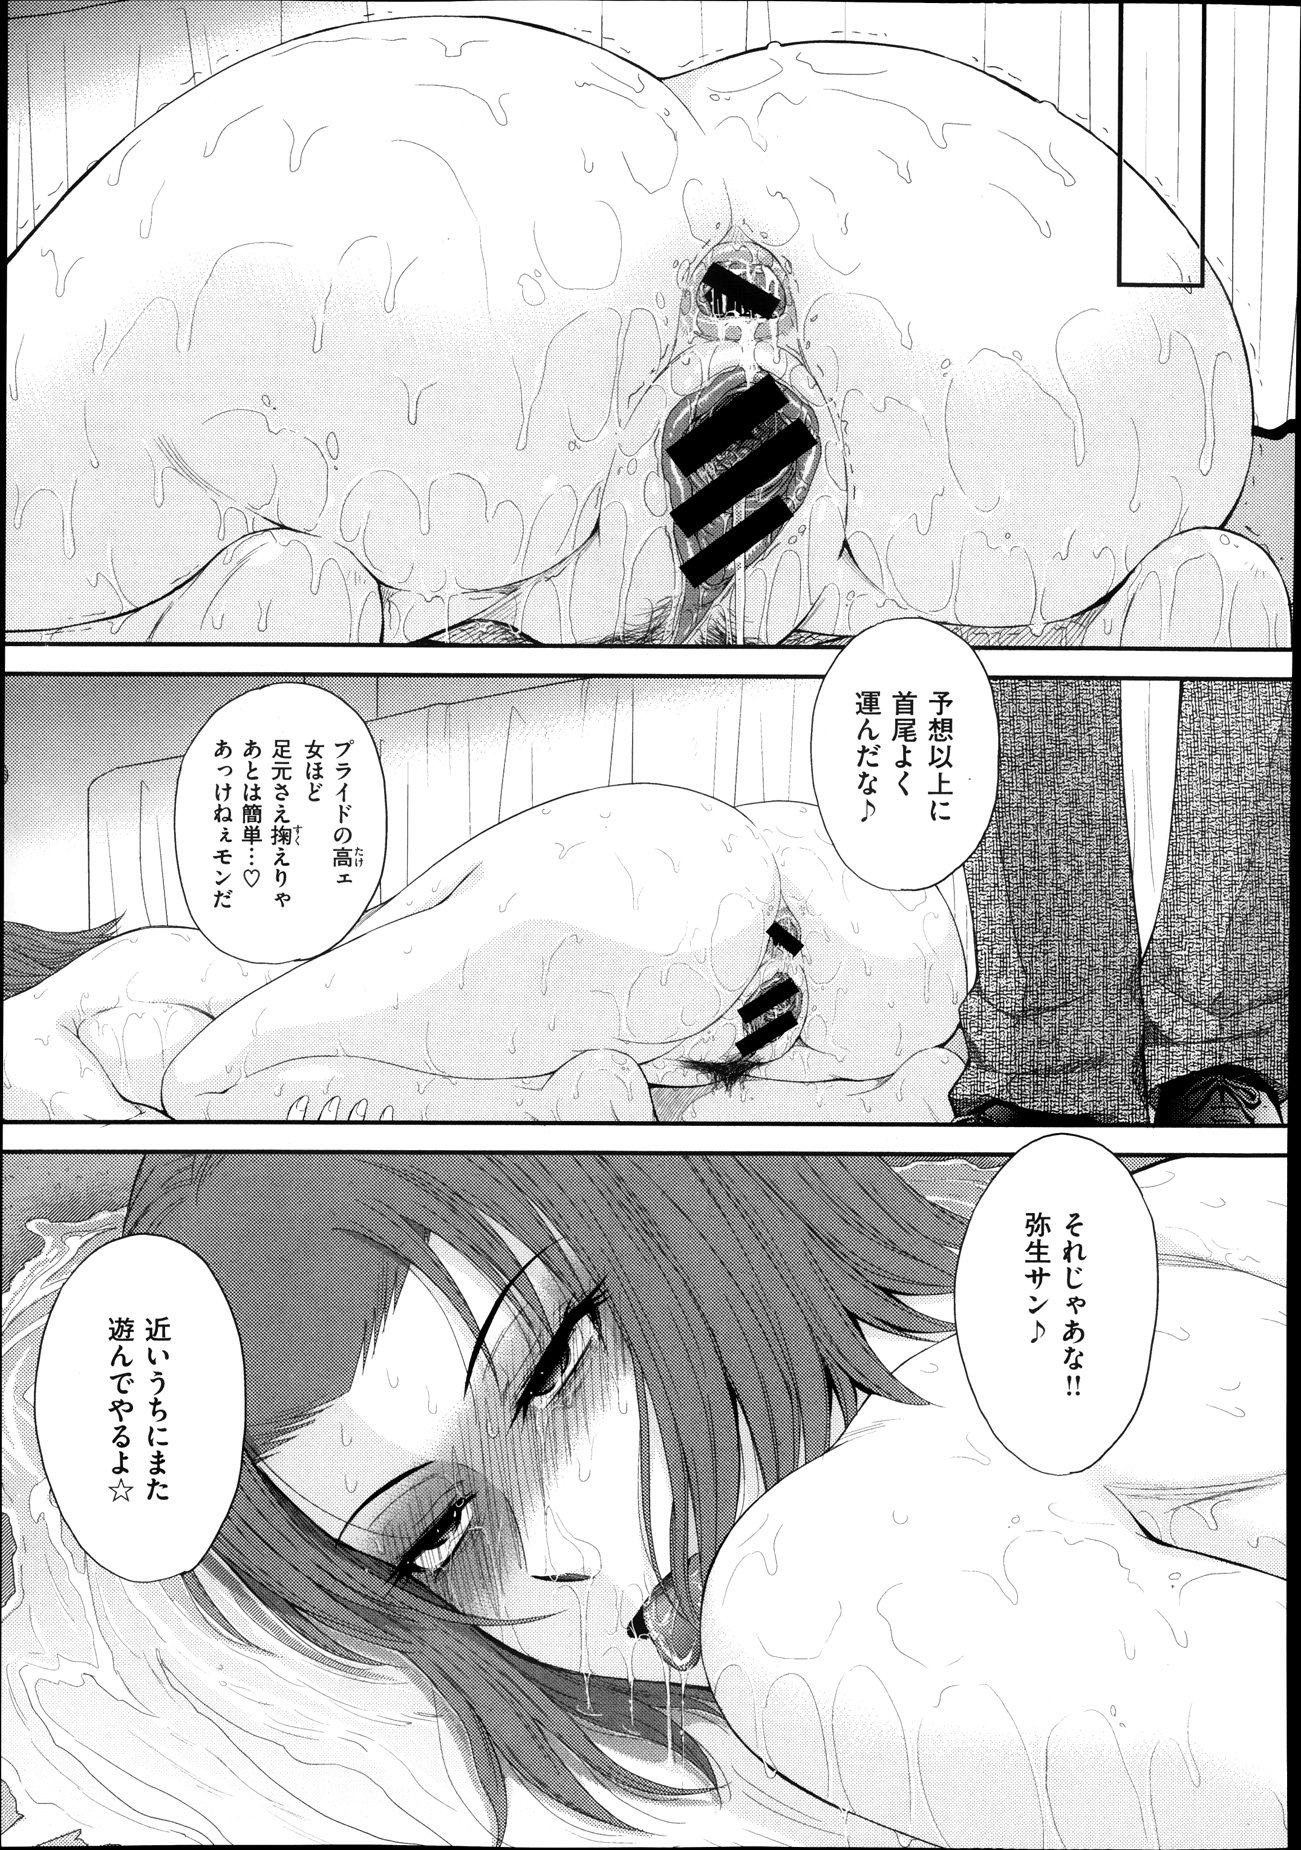 予想以上に
首尾よく
運んだな♪
プライドの高ェ
女ほど
足元さえ掬えりゃ
あとは簡単…♡
あっけねぇモンだ
それじゃあな!!
弥生サン♪
近いうちにまた
遊んでやるよ☆